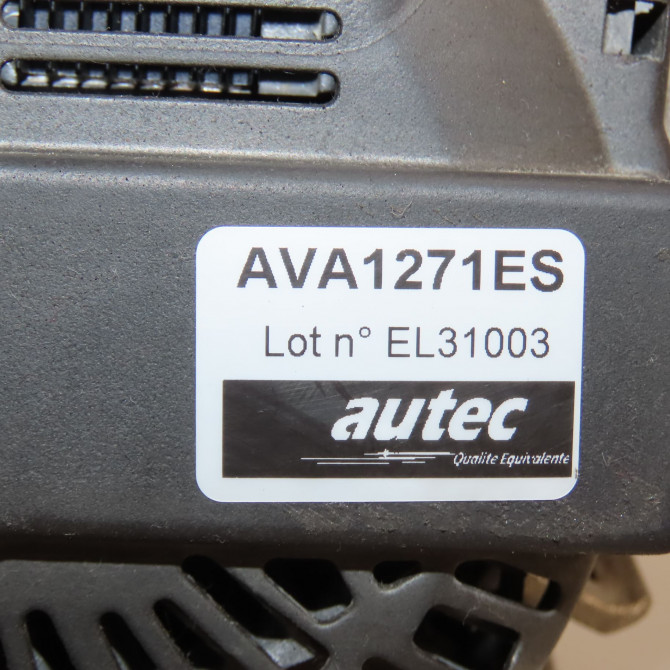 AVA1271ES
Lot n° EL31003
autec
Qualite Equivalente